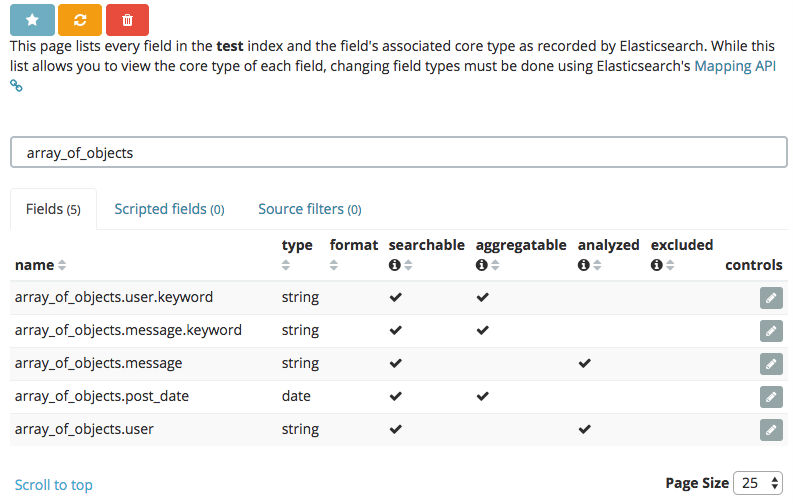 This page lists every field in the test index and the field's associated core type as recorded by Elasticsearch. While this
list allows you to view the core type of each field, changing field types must be done using Elasticsearch's Mapping API
array_of_objects
Fields (5) Scripted fields (0) Source filters (0)
name type format searchable aggregatable analyzed excluded controls
array_of_objects.user.keyword string
array_of_objects.message.keyword string
array_of_objects.message string
array_of_objects.post_date date
array_of_objects.user string
Scroll to top Page Size 25